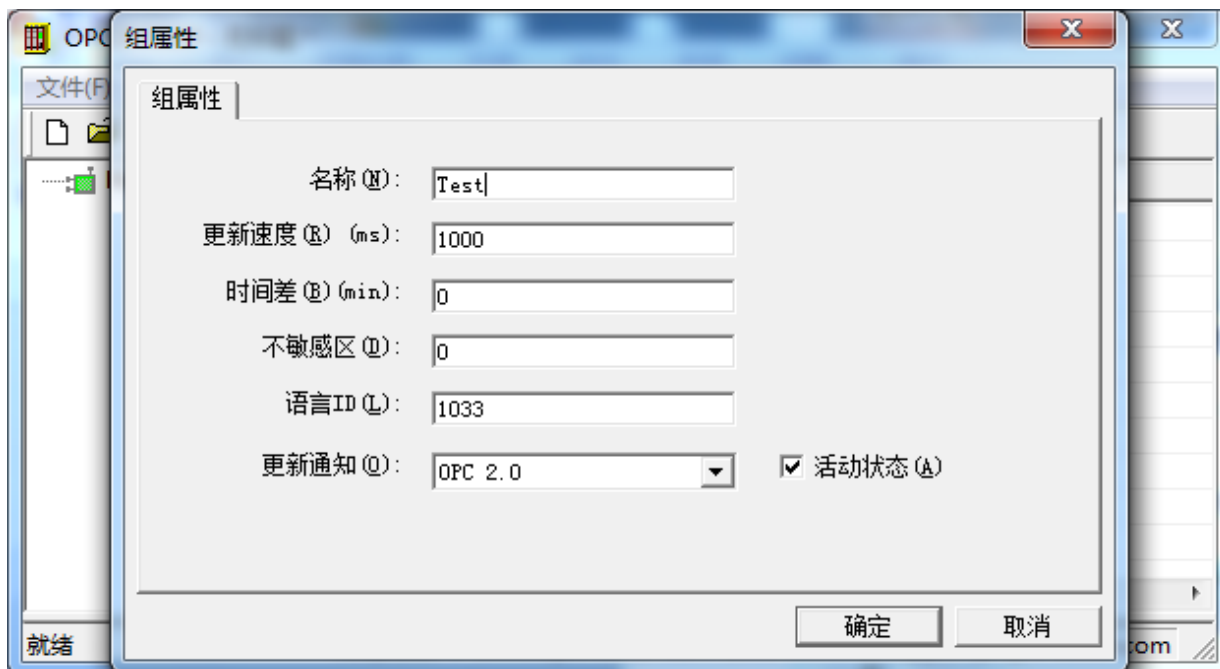 OPC
组属性
文件(F)
组属性
名称(N):
Test
更新速度(R) (ms):
1000
时间差(B)(min):
0
不敏感区(D):
0
语言ID(L):
1033
更新通知(O):
OPC 2.0
活动状态(A)
确定
取消
就绪
com